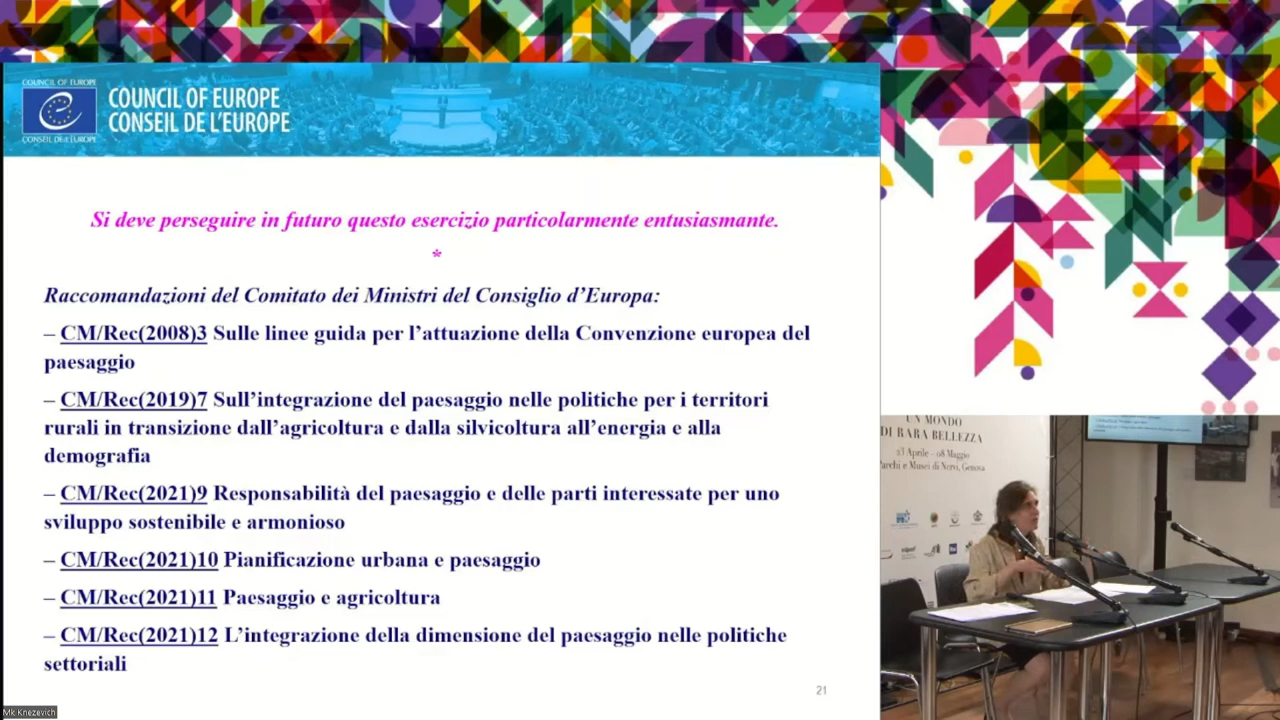 COUNCIL OF EUROPE
COUNCIL OF EUROPE
CONSEIL DE L'EUROPE
CONSEIL DE L'EUROPE
Si deve perseguire in futuro questo esercizio particolarmente entusiasmante.
*
Raccomandazioni del Comitato dei Ministri del Consiglio d’Europa:
– CM/Rec(2008)3 Sulle linee guida per l’attuazione della Convenzione europea del
paesaggio
– CM/Rec(2019)7 Sull’integrazione del paesaggio nelle politiche per i territori
rurali in transizione dall’agricoltura e dalla silvicoltura all’energia e alla
demografia
– CM/Rec(2021)9 Responsabilità del paesaggio e delle parti interessate per uno
sviluppo sostenibile e armonioso
– CM/Rec(2021)10 Pianificazione urbana e paesaggio
– CM/Rec(2021)11 Paesaggio e agricoltura
– CM/Rec(2021)12 L’integrazione della dimensione del paesaggio nelle politiche
settoriali
21
Mk Knezevich
UN MONDO
DI RARA BELLEZZA
23 Aprile - 08 Maggio
Parchi e Musei di Nervi, Genova
Rai